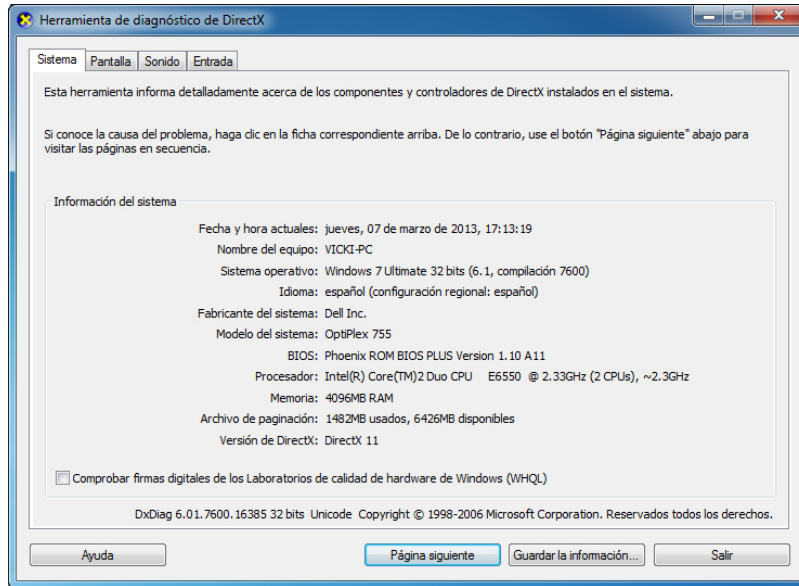 Herramienta de diagnóstico de DirectX
Sistema Pantalla Sonido Entrada
Esta herramienta informa detalladamente acerca de los componentes y controladores de DirectX instalados en el sistema.
Si conoce la causa del problema, haga clic en la ficha correspondiente arriba. De lo contrario, use el botón "Página siguiente" abajo para
visitar las páginas en secuencia.
Información del sistema
Fecha y hora actuales: jueves, 07 de marzo de 2013, 17:13:19
Nombre del equipo: VICKI-PC
Sistema operativo: Windows 7 Ultimate 32 bits (6.1, compilación 7600)
Idioma: español (configuración regional: español)
Fabricante del sistema: Dell Inc.
Modelo del sistema: OptiPlex 755
BIOS: Phoenix ROM BIOS PLUS Version 1.10 A11
Procesador: Intel(R) Core(TM)2 Duo CPU E6550 @ 2.33GHz (2 CPUs), ~2.3GHz
Memoria: 4096MB RAM
Archivo de paginación: 1482MB usados, 6426MB disponibles
Versión de DirectX: DirectX 11
Comprobar firmas digitales de los Laboratorios de calidad de hardware de Windows (WHQL)
DxDiag 6.01.7600.16385 32 bits Unicode Copyright © 1998-2006 Microsoft Corporation. Reservados todos los derechos.
Ayuda Página siguiente Guardar la información... Salir